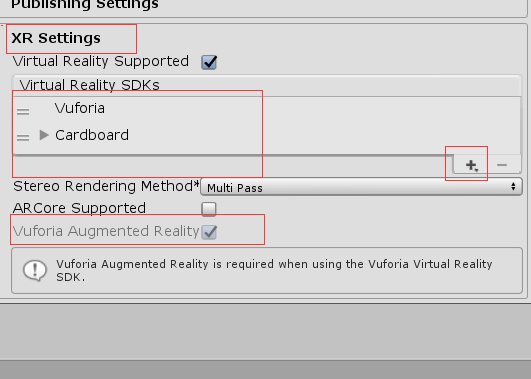 Publishing Settings
XR Settings
Virtual Reality Supported
Virtual Reality SDKs
Vuforia
Cardboard
Stereo Rendering Method* Multi Pass
ARCore Supported
Vuforia Augmented Reality
Vuforia Augmented Reality is required when using the Vuforia Virtual Reality
SDK.